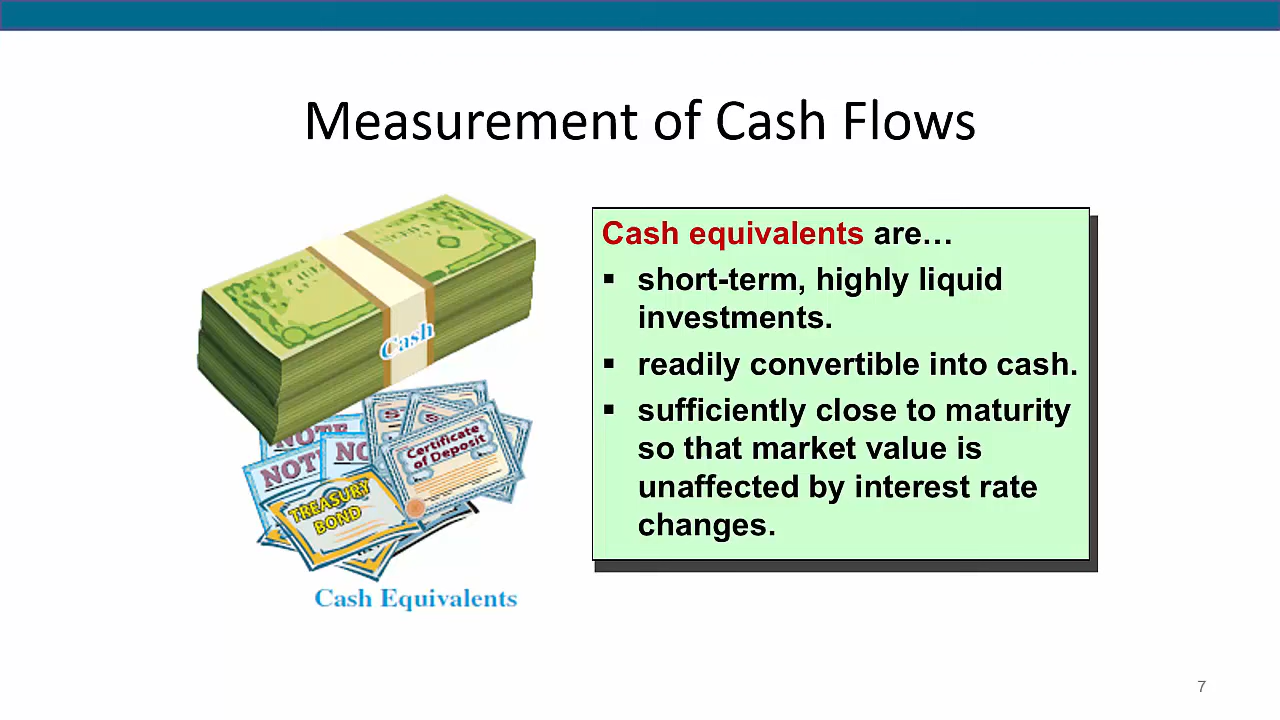 Measurement of Cash Flows
Cash
NOTE
NOT
NO
Certificate
of Deposit
TREASURY
BOND
Cash Equivalents
Cash equivalents are…
▪ short-term, highly liquid
investments.
▪ readily convertible into cash.
▪ sufficiently close to maturity
so that market value is
unaffected by interest rate
changes.
7